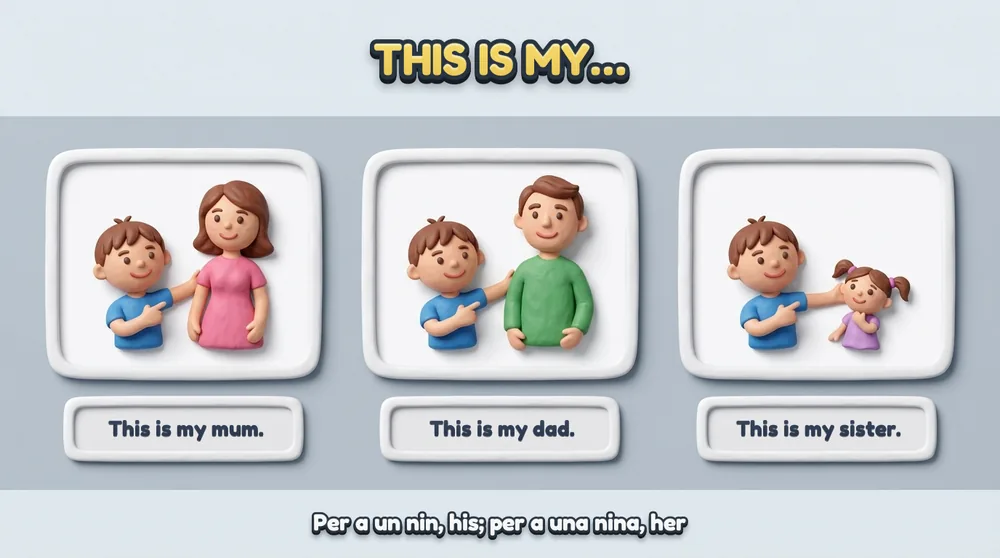 THIS IS MY...
This is my mum.
This is my dad.
This is my sister.
Per a un nin, his; per a una nina, her